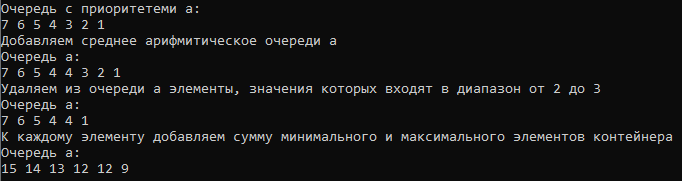 Очередь с приоритетеми а:
7 6 5 4 3 2 1
Добавляем среднее арифмитическое очереди а
Очередь а:
7 6 5 4 4 3 2 1
Удаляем из очереди а элементы, значения которых входят в диапазон от 2 до 3
Очередь а:
7 6 5 4 4 1
К каждому элементу добавляем сумму минимального и максимального элементов контейнера
Очередь а:
15 14 13 12 12 9